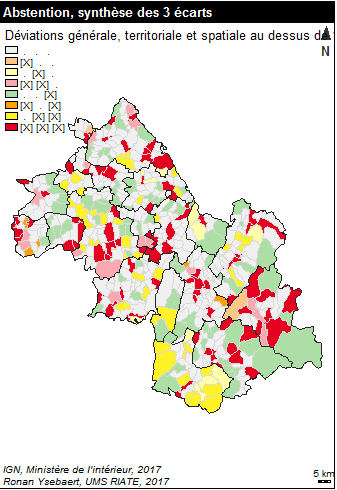 Abstention, synthèse des 3 écarts
Déviations générale, territoriale et spatiale au dessus de
N
. . .
[X] . .
. [X] .
[X] [X] .
. . [X]
[X] . [X]
. [X] [X]
[X] [X] [X]
IGN, Ministère de l'intérieur, 2017
Ronan Ysebaert, UMS RIATE, 2017
5 km